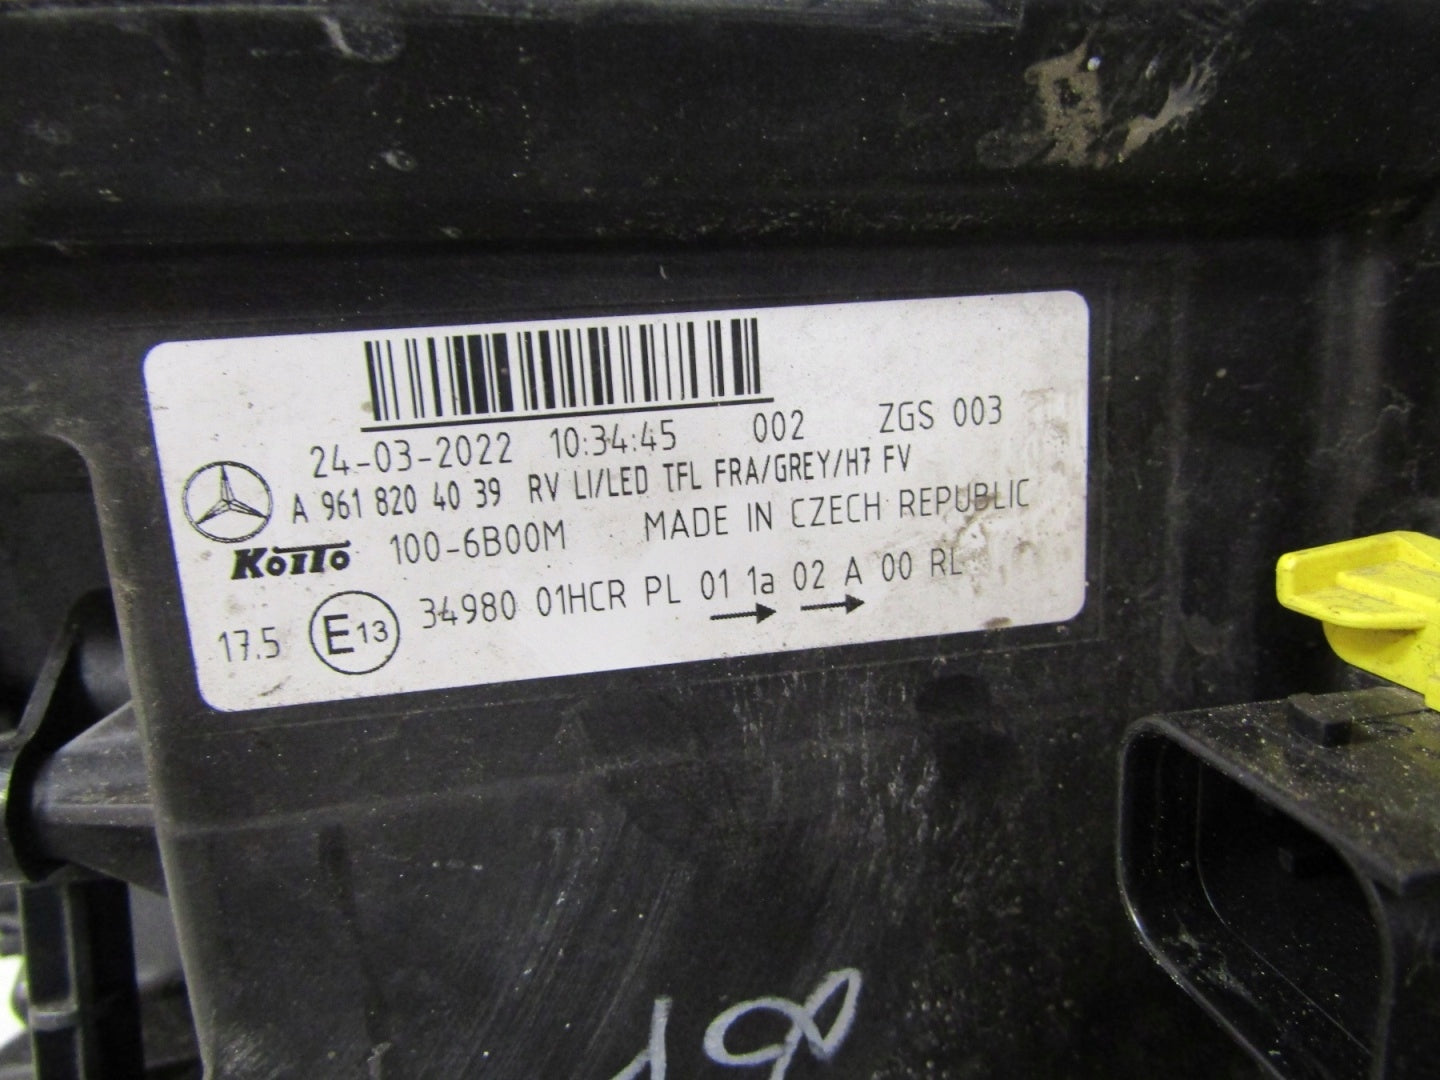 24-03-2022 10:34:45 002 ZGS 003
A 961 820 40 39 RV LI/LED TFL FRA/GREY/H7 FV
KOITO 100-6B00M MADE IN CZECH REPUBLIC
17.5 E13 34980 01HCR PL 01 1a 02 A 00 RL